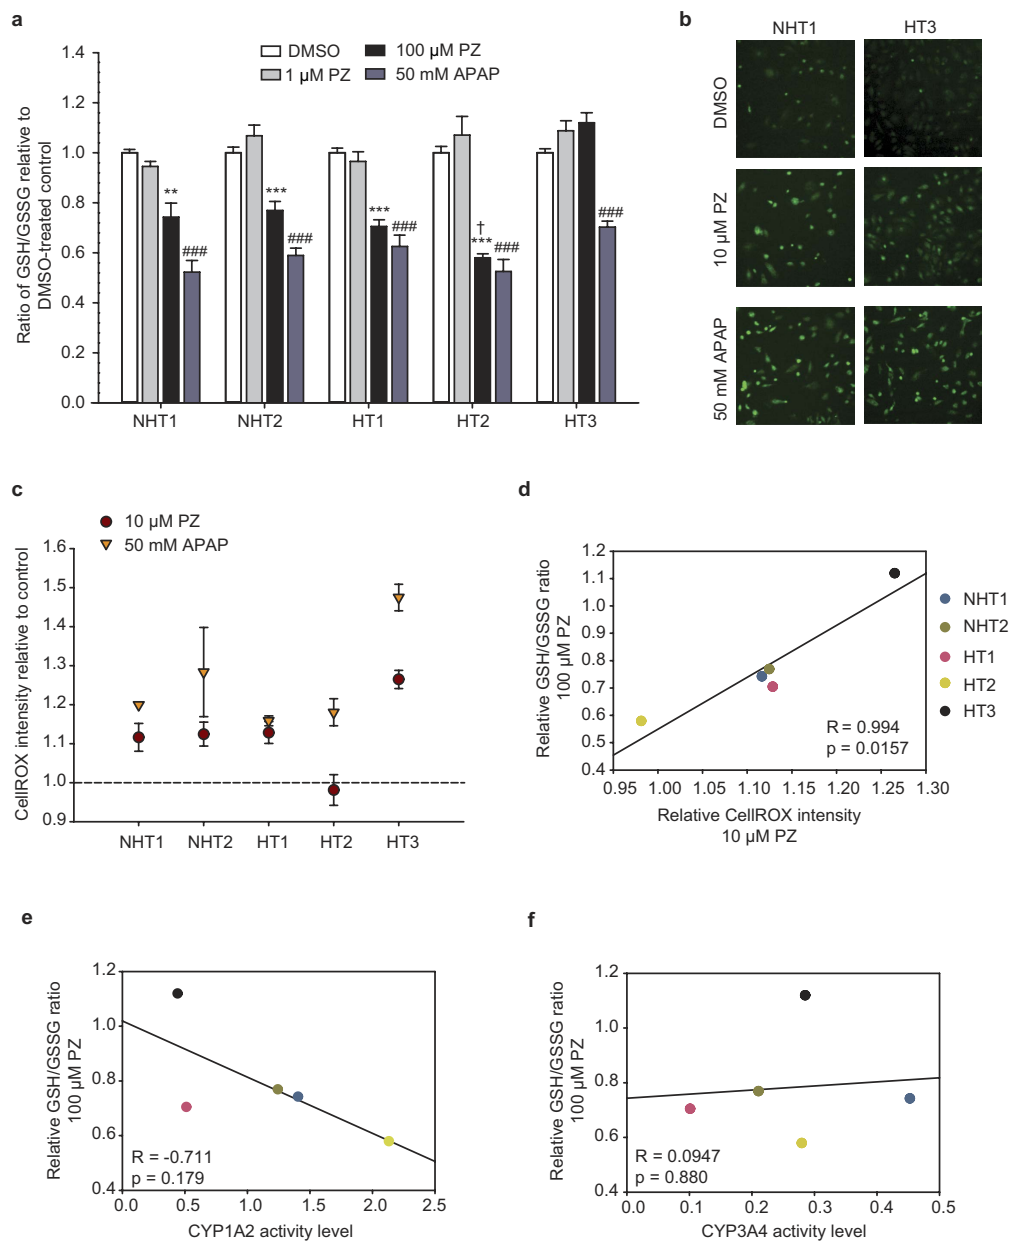 a
Ratio of GSH/GSSG relative to
DMSO-treated control
1.4
1.2
1.0
0.8
0.6
0.4
0.2
0.0
DMSO
1 µM PZ
100 µM PZ
50 mM APAP
**
###
***
###
***
###
†
***
###
###
NHT1
NHT2
HT1
HT2
HT3
b
NHT1
HT3
DMSO
10 µM PZ
50 mM APAP
c
10 µM PZ
50 mM APAP
CellROX intensity relative to control
1.6
1.5
1.4
1.3
1.2
1.1
1.0
0.9
NHT1
NHT2
HT1
HT2
HT3
d
Relative GSH/GSSG ratio
100 µM PZ
1.2
1.1
1.0
0.9
0.8
0.7
0.6
0.5
0.4
R = 0.994
p = 0.0157
0.95 1.00 1.05 1.10 1.15 1.20 1.25 1.30
Relative CellROX intensity
10 µM PZ
NHT1
NHT2
HT1
HT2
HT3
e
Relative GSH/GSSG ratio
100 µM PZ
1.2
1.0
0.8
0.6
0.4
R = -0.711
p = 0.179
0.0 0.5 1.0 1.5 2.0 2.5
CYP1A2 activity level
f
Relative GSH/GSSG ratio
100 µM PZ
1.2
1.0
0.8
0.6
0.4
R = 0.0947
p = 0.880
0.0 0.1 0.2 0.3 0.4 0.5
CYP3A4 activity level